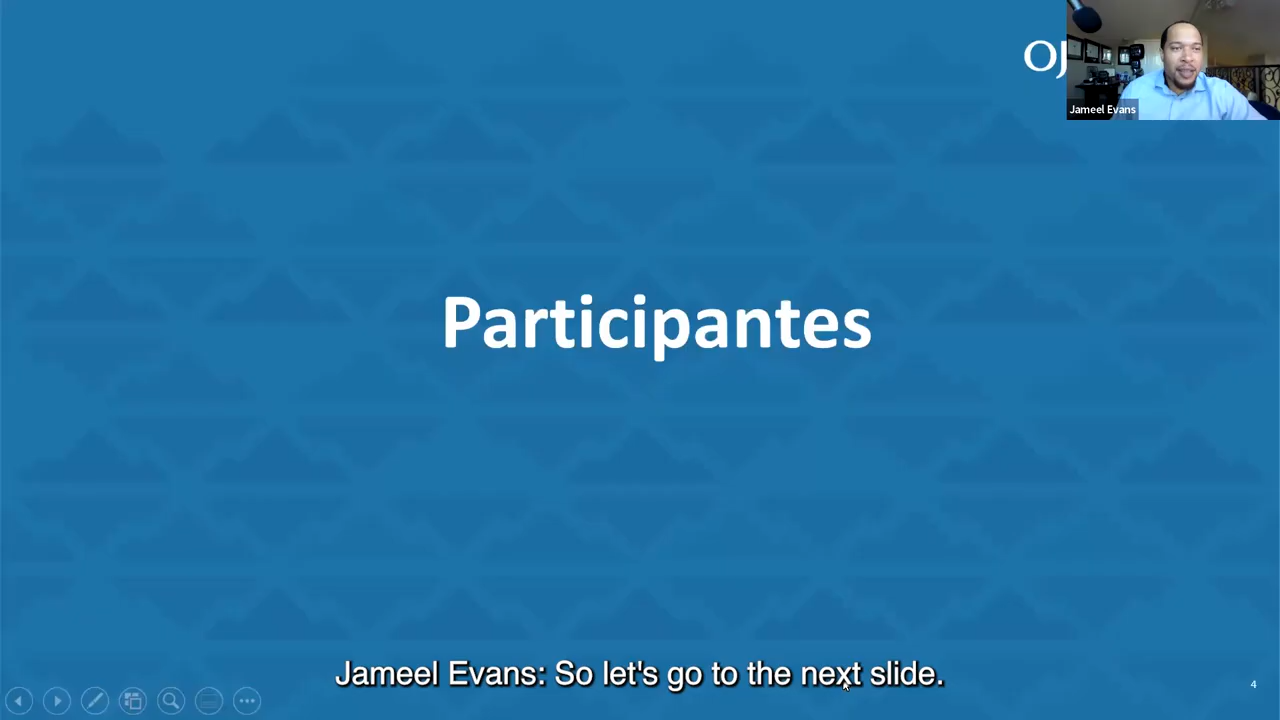 OJ
Jameel Evans
Participantes
Jameel Evans: So let's go to the next slide.
4